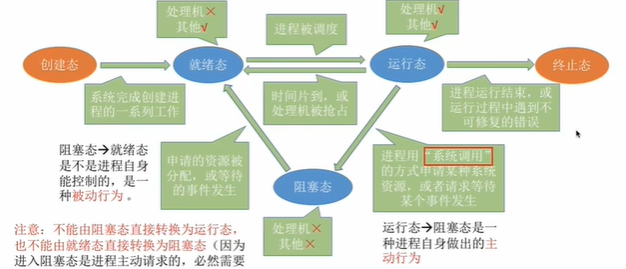 处理机×
其他√
进程被调度
处理机√
其他√
创建态
就绪态
运行态
终止态
系统完成创建进
程的一系列工作
时间片到，或
处理机被抢占
进程运行结束，或
运行过程中遇到不
可修复的错误
阻塞态→就绪态
是不是进程自身
能控制的，是一
种被动行为。
申请的资源被
分配，或等待
的事件发生
阻塞态
进程用“系统调用”
的方式申请某种系统
资源，或者请求等待
某个事件发生
处理机×
其他×
运行态→阻塞态是一
种进程自身做出的主
动行为
注意：不能由阻塞态直接转换为运行态，
也不能由就绪态直接转换为阻塞态（因为
进入阻塞态是进程主动请求的，必然需要